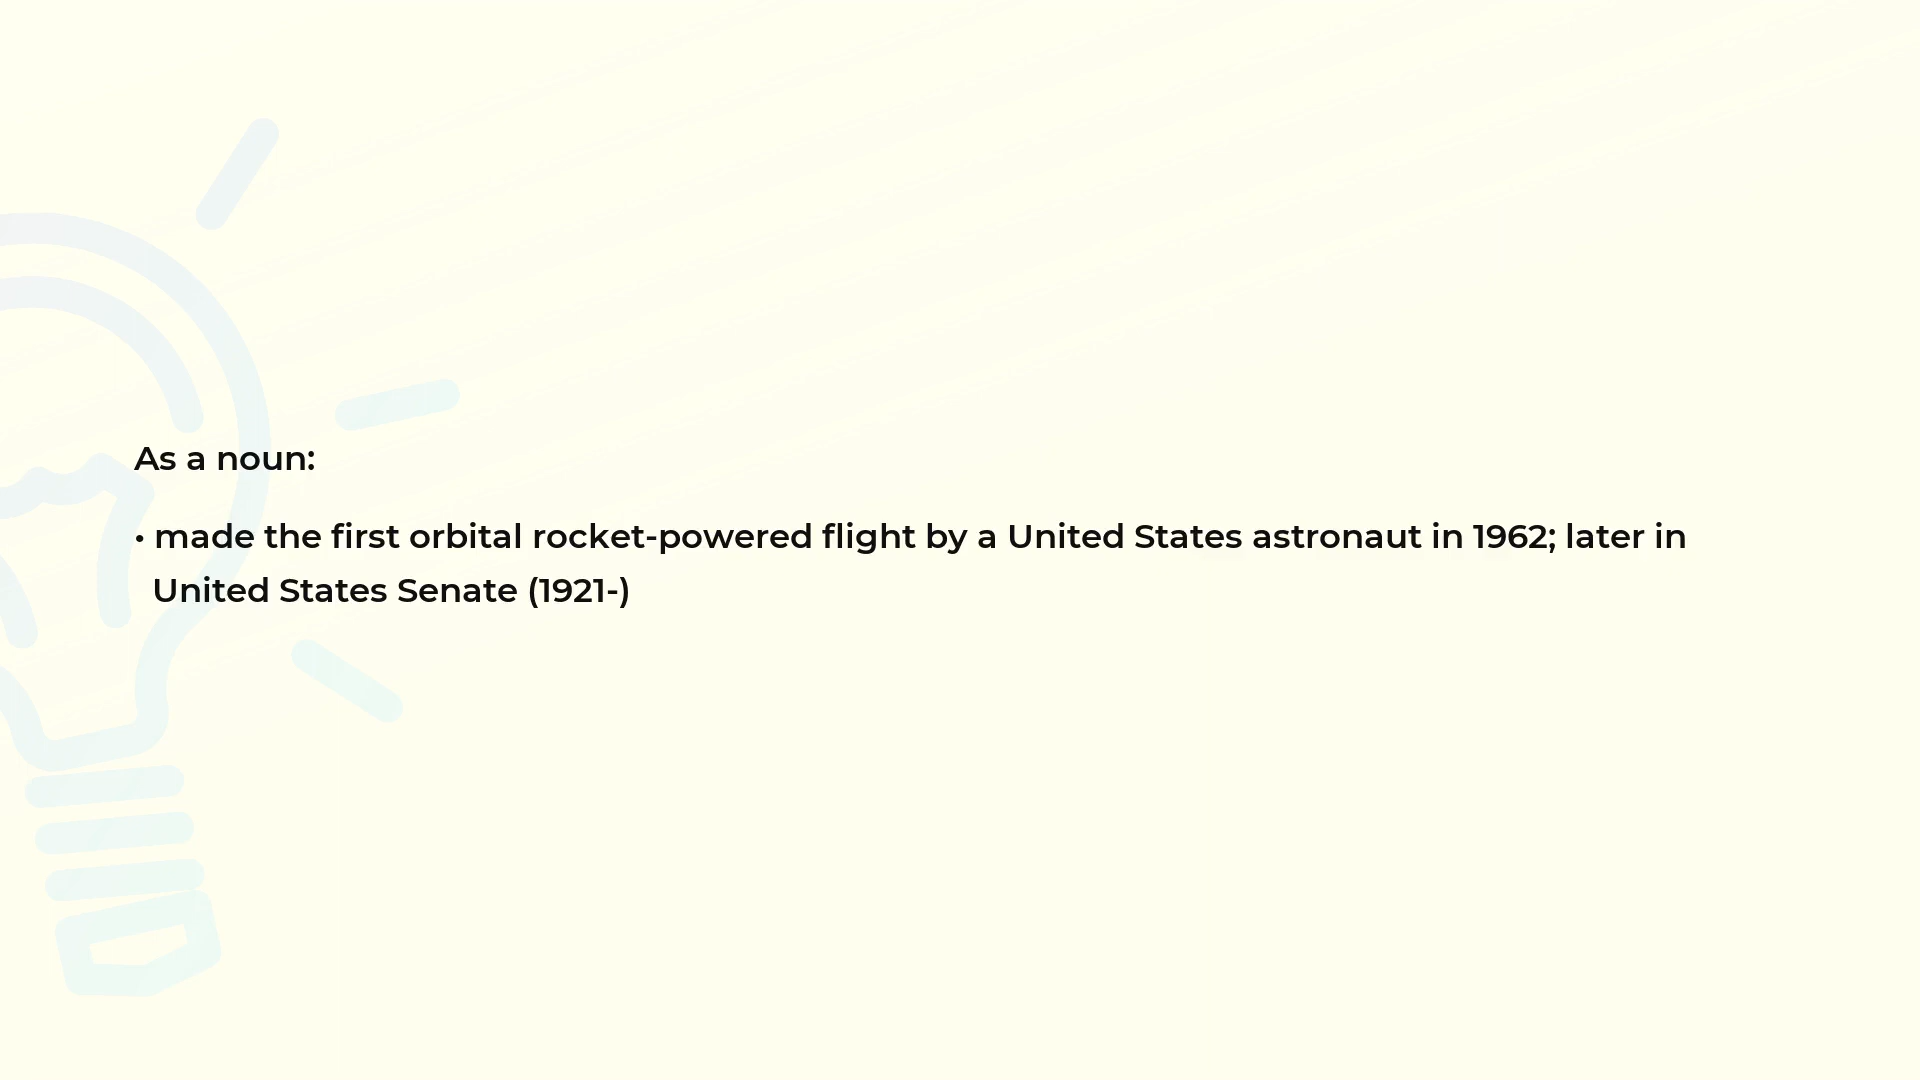 As a noun:
• made the first orbital rocket-powered flight by a United States astronaut in 1962; later in
United States Senate (1921-)